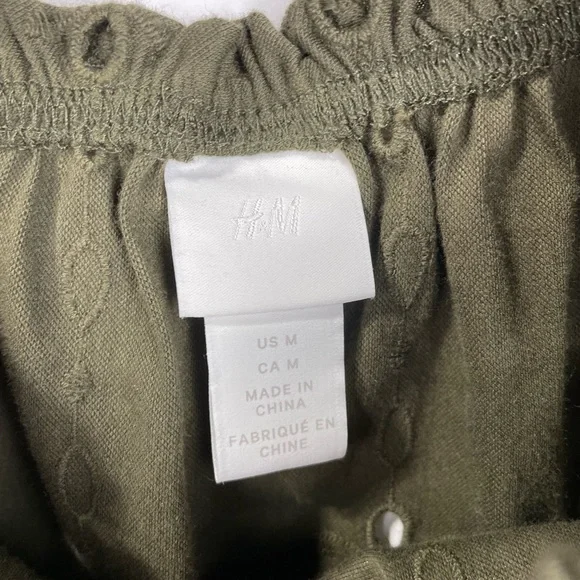 H&M
US M
CA M
MADE IN
CHINA
FABRIQUÉ EN
CHINE